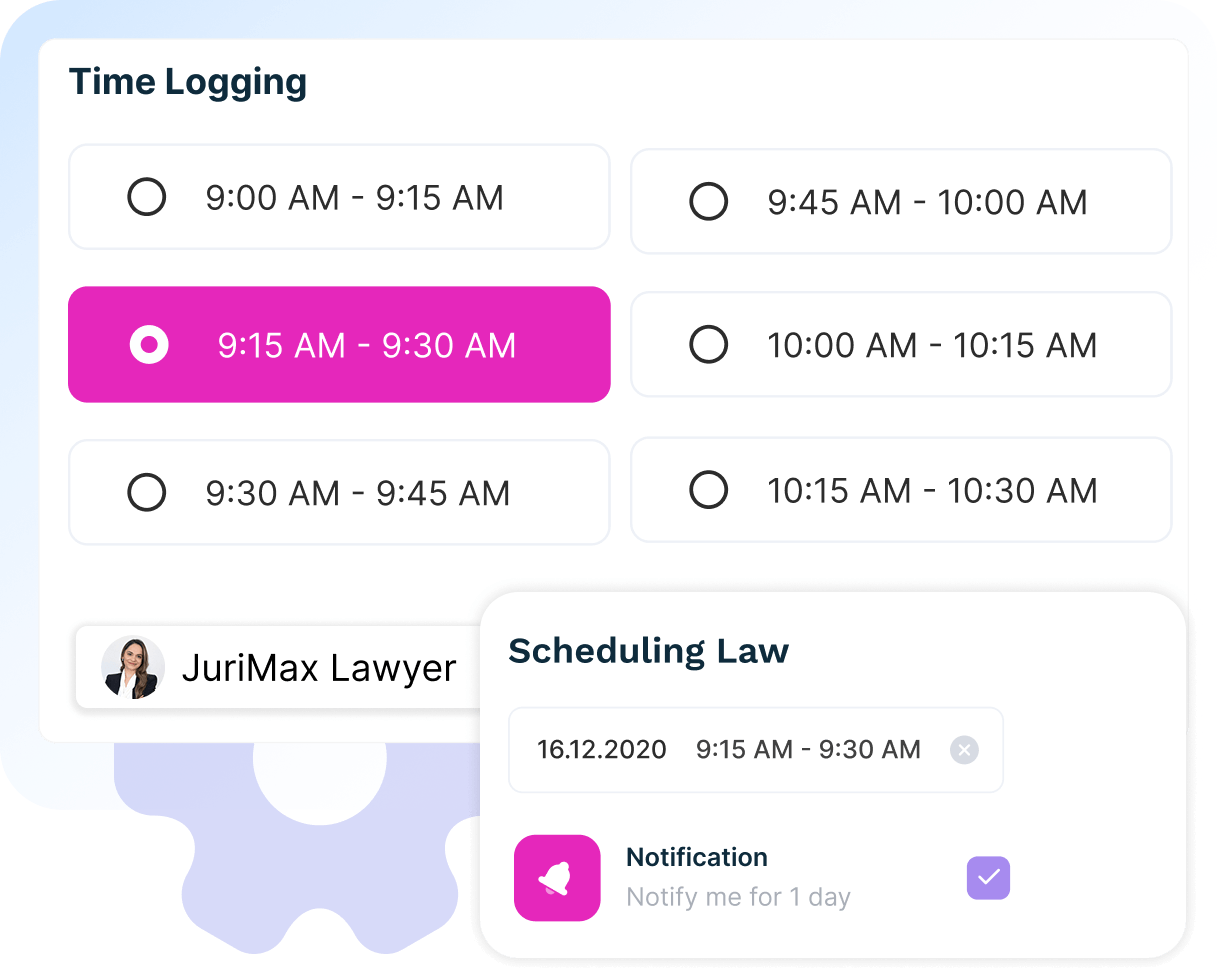 Time Logging
9:00 AM - 9:15 AM
9:45 AM - 10:00 AM
9:15 AM - 9:30 AM
10:00 AM - 10:15 AM
9:30 AM - 9:45 AM
10:15 AM - 10:30 AM
JuriMax Lawyer
Scheduling Law
16.12.2020 9:15 AM - 9:30 AM
Notification
Notify me for 1 day